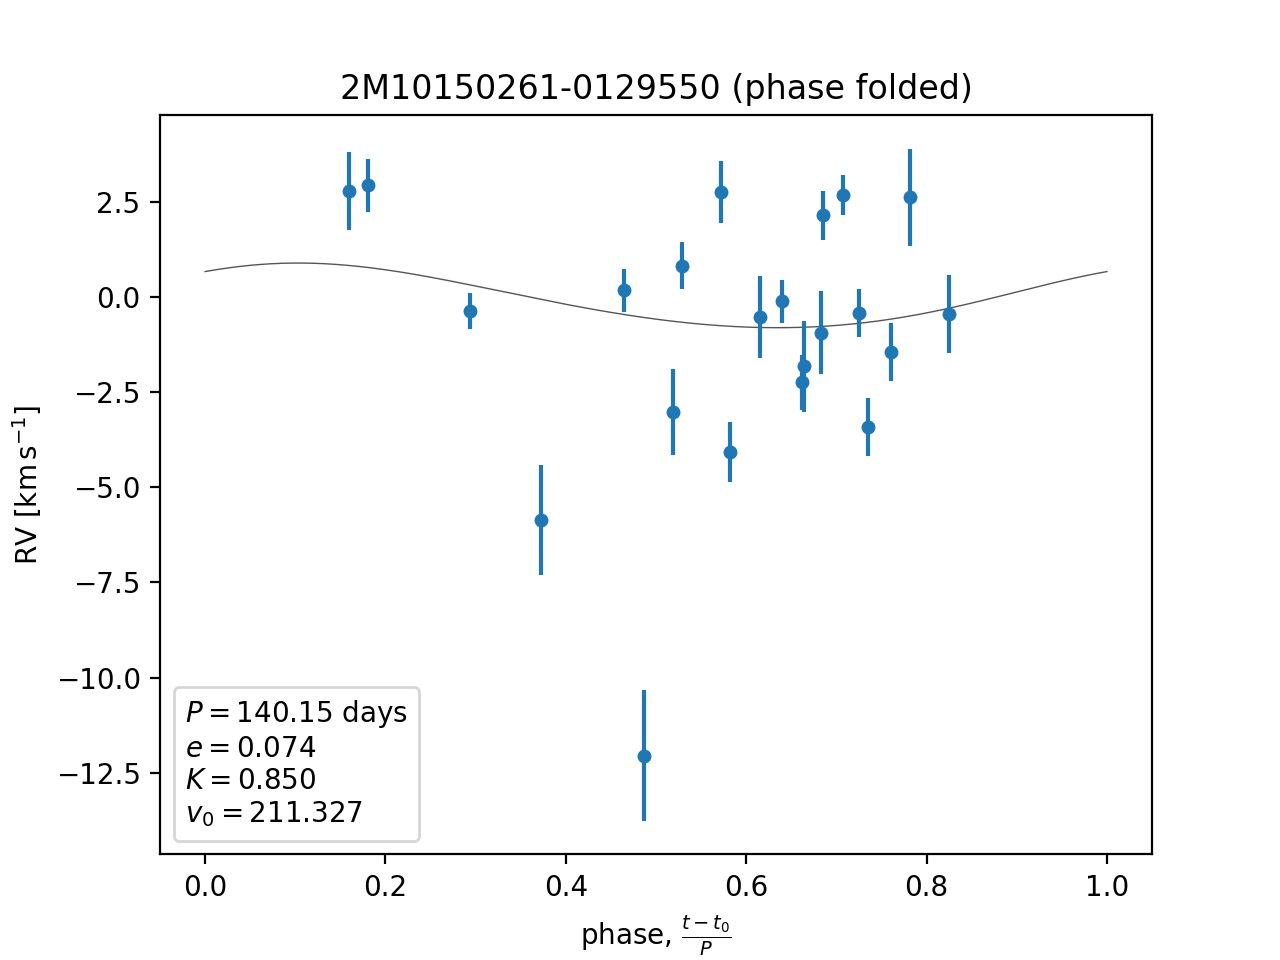 2M10150261-0129550 (phase folded)
RV [km s⁻¹]
2.5
0.0
−2.5
−5.0
−7.5
−10.0
−12.5
P = 140.15 days
e = 0.074
K = 0.850
v₀ = 211.327
0.0 0.2 0.4 0.6 0.8 1.0
phase, (t − t₀)/P